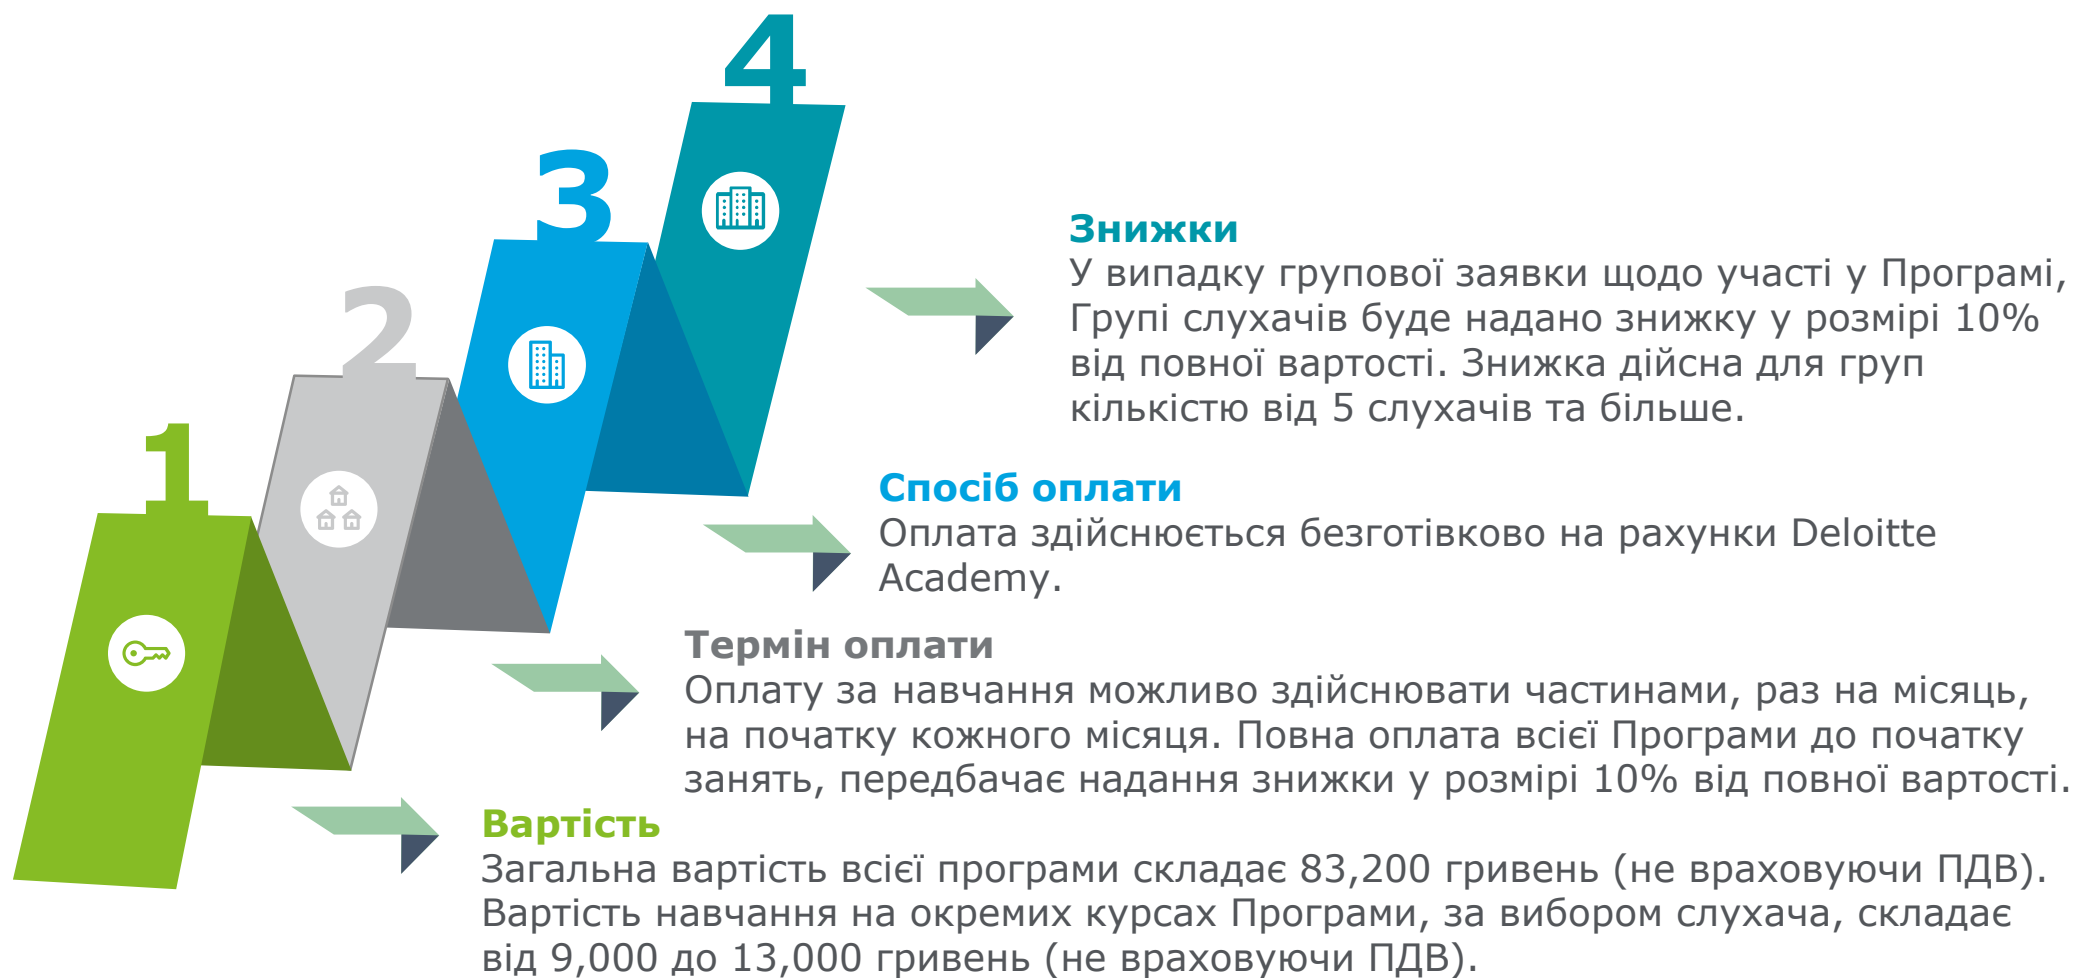 4
3
2
1
Знижки
У випадку групової заявки щодо участі у Програмі,
Групі слухачів буде надано знижку у розмірі 10%
від повної вартості. Знижка дійсна для груп
кількістю від 5 слухачів та більше.
Спосіб оплати
Оплата здійснюється безготівково на рахунки Deloitte
Academy.
Термін оплати
Оплату за навчання можливо здійснювати частинами, раз на місяць,
на початку кожного місяця. Повна оплата всієї Програми до початку
занять, передбачає надання знижки у розмірі 10% від повної вартості.
Вартість
Загальна вартість всієї програми складає 83,200 гривень (не враховуючи ПДВ).
Вартість навчання на окремих курсах Програми, за вибором слухача, складає
від 9,000 до 13,000 гривень (не враховуючи ПДВ).